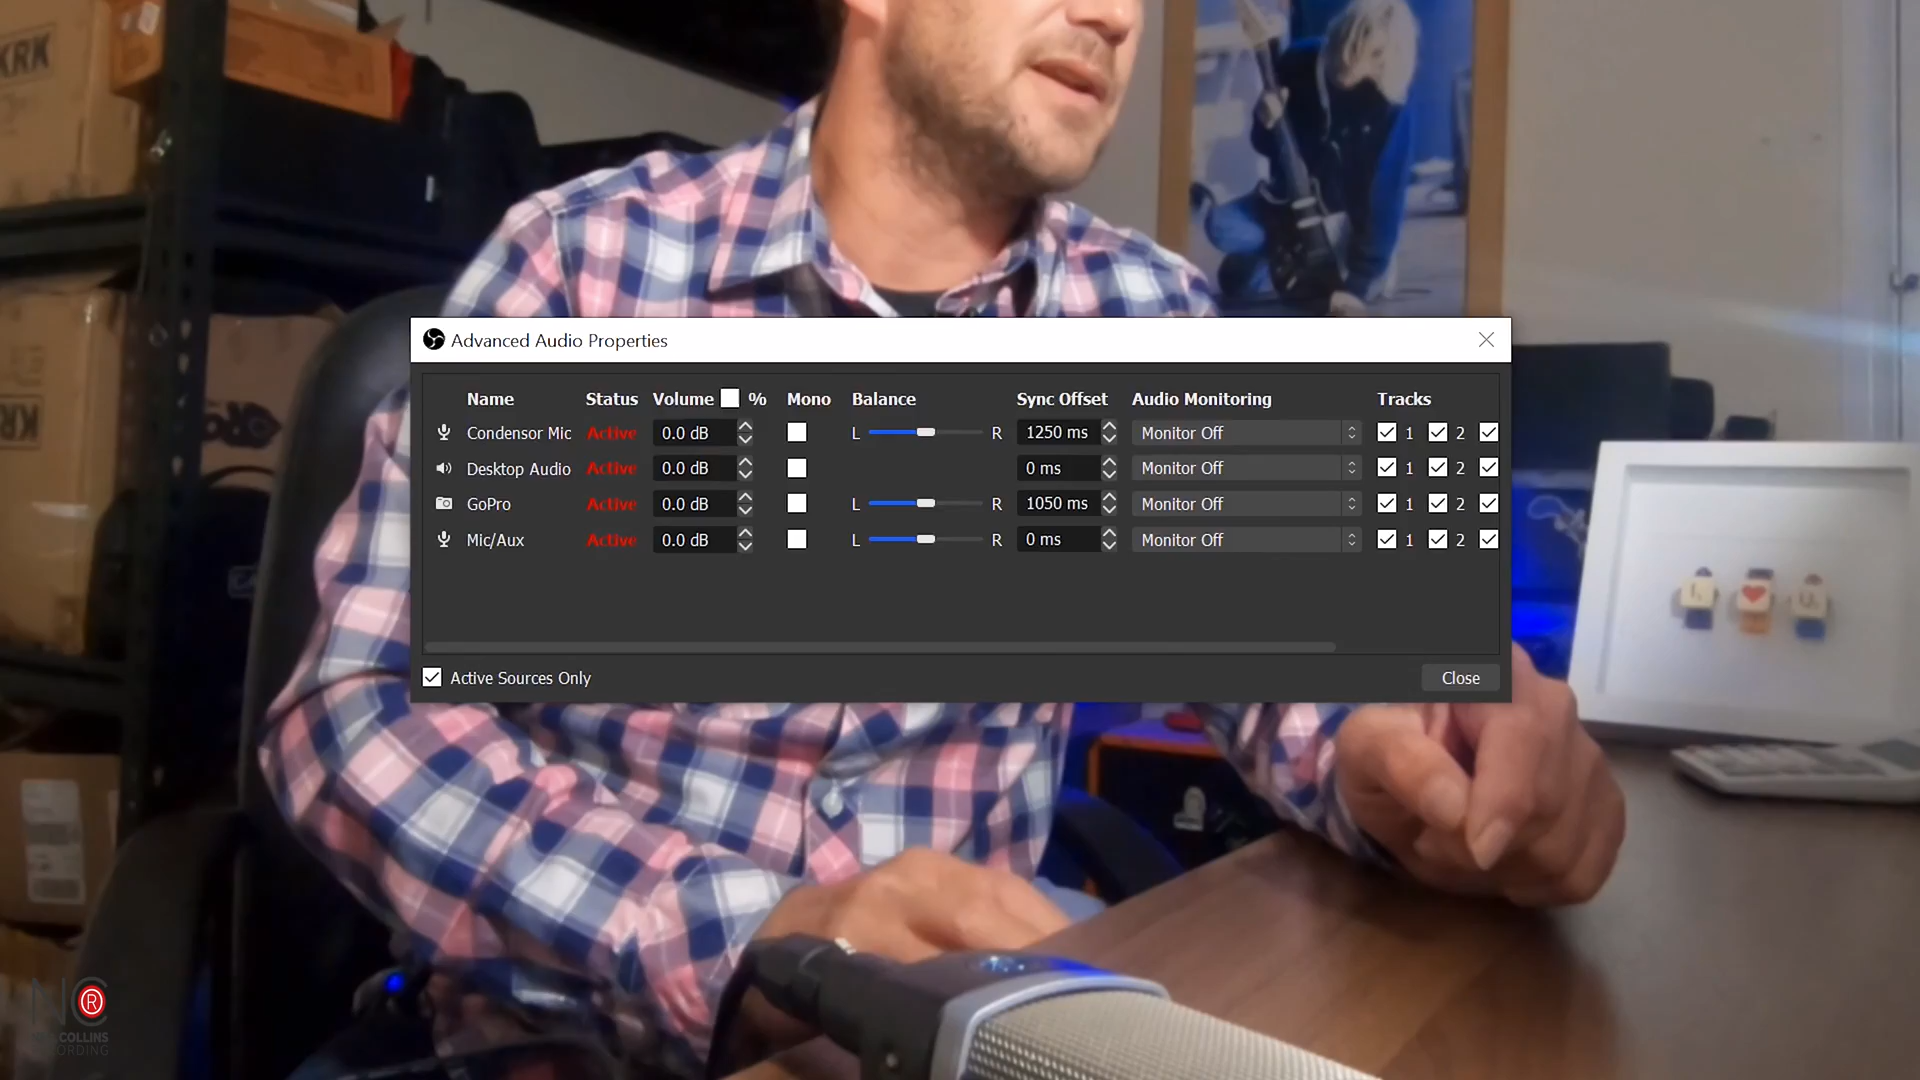 KRK
Advanced Audio Properties
Name Status Volume % Mono Balance Sync Offset Audio Monitoring Tracks
Condensor Mic Active 0.0 dB L R 1250 ms Monitor Off 1 2
Desktop Audio Active 0.0 dB 0 ms Monitor Off 1 2
GoPro Active 0.0 dB L R 1050 ms Monitor Off 1 2
Mic/Aux Active 0.0 dB L R 0 ms Monitor Off 1 2
Active Sources Only Close
KRK
NC R
COLLINS